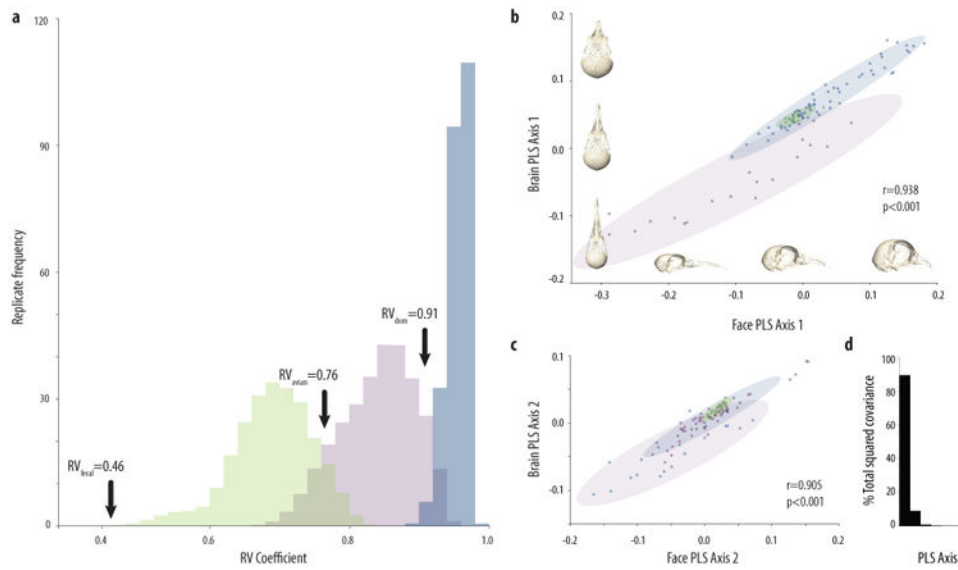 a
120
90
60
30
0
Replicate frequency
RVdom=0.91
RVavian=0.76
RVferal=0.46
0.4
0.6
0.8
1.0
RV Coefficient
b
0.2
0.1
0.0
-0.1
-0.2
Brain PLS Axis 1
r=0.938
p<0.001
-0.3
-0.2
-0.1
0.0
0.1
0.2
Face PLS Axis 1
c
0.1
0.0
-0.1
Brain PLS Axis 2
r=0.905
p<0.001
-0.2
-0.1
0.0
0.1
0.2
Face PLS Axis 2
d
100
80
60
40
20
0
% Total squared covariance
PLS Axis